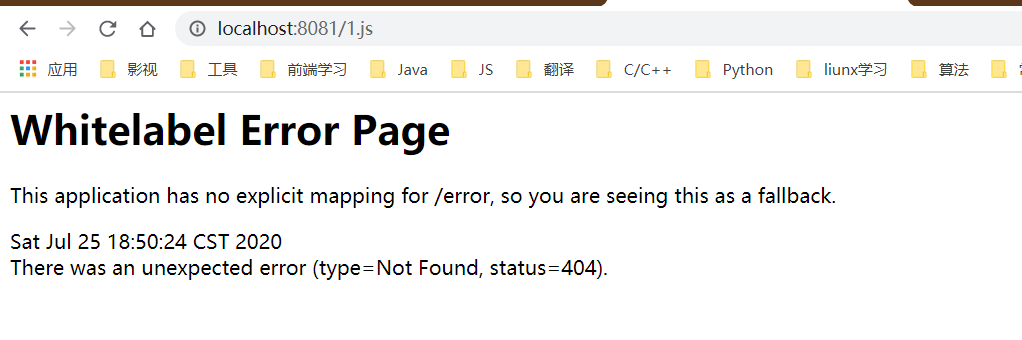 localhost:8081/1.js
应用 影视 工具 前端学习 Java JS 翻译 C/C++ Python liunx学习 算法
Whitelabel Error Page
This application has no explicit mapping for /error, so you are seeing this as a fallback.
Sat Jul 25 18:50:24 CST 2020
There was an unexpected error (type=Not Found, status=404).